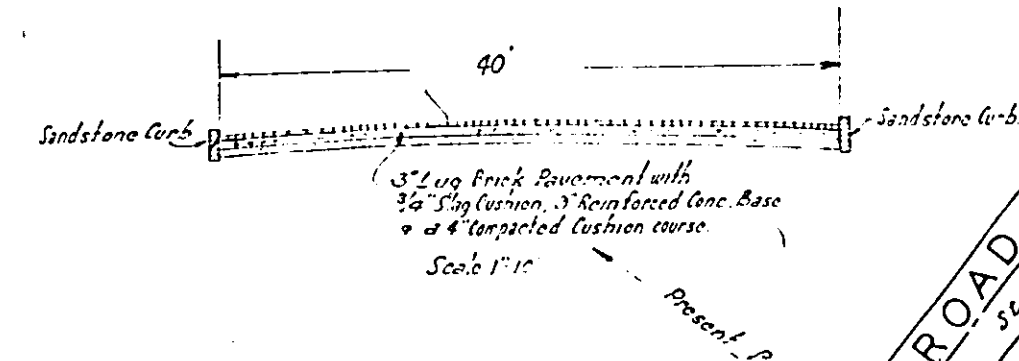 40'
Sandstone Curb
Sandstone Curb.
3" Lug Brick Pavement with
3/4" Slag Cushion, 3" Reinforced Conc. Base
& a 4" Compacted Cushion course.
Scale 1"=10'
Present
ROAD